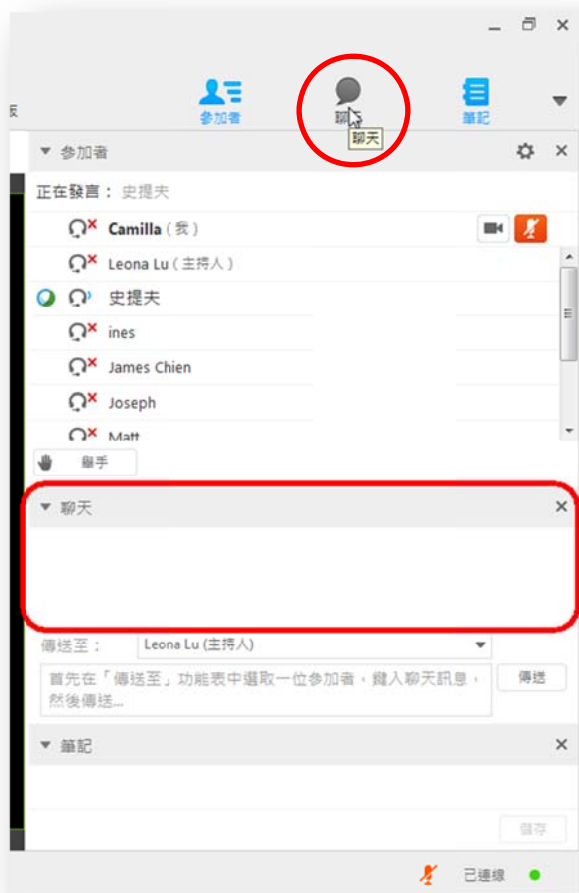 參加者
聊天
筆記
聊天
參加者
正在發言： 史提夫
Camilla（我）
Leona Lu（主持人）
史提夫
ines
James Chien
Joseph
Matt
舉手
聊天
傳送至： Leona Lu (主持人)
首先在「傳送至」功能表中選取一位參加者，鍵入聊天訊息，
然後傳送...
傳送
筆記
儲存
已連線